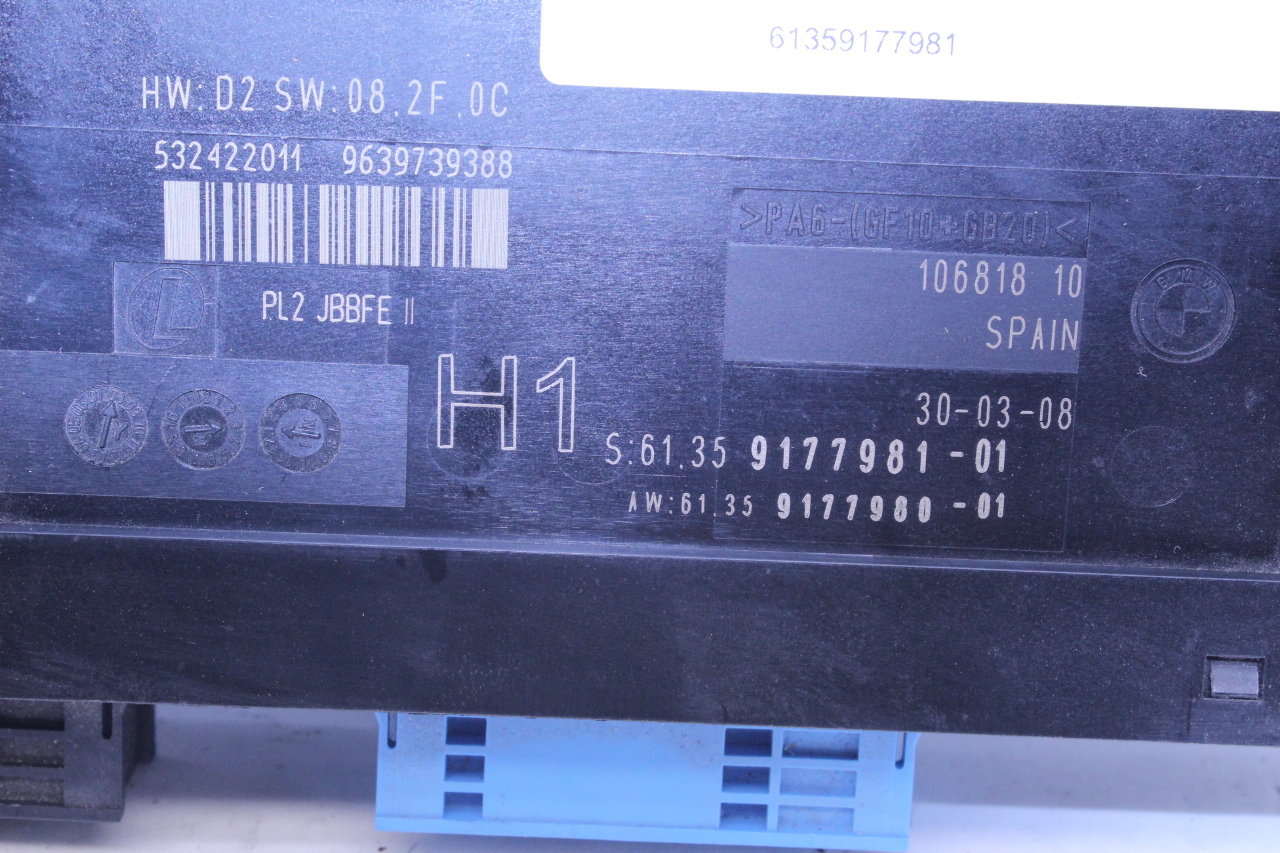 61359177981
HW:D2 SW:08.2F.0C
532422011 9639739388
>PA6-(GF10+GB20)<
106818 10
BMW
PL2 JBBFE II
SPAIN
H1
30-03-08
S:61.35 9177981-01
AW:61.35 9177980-01